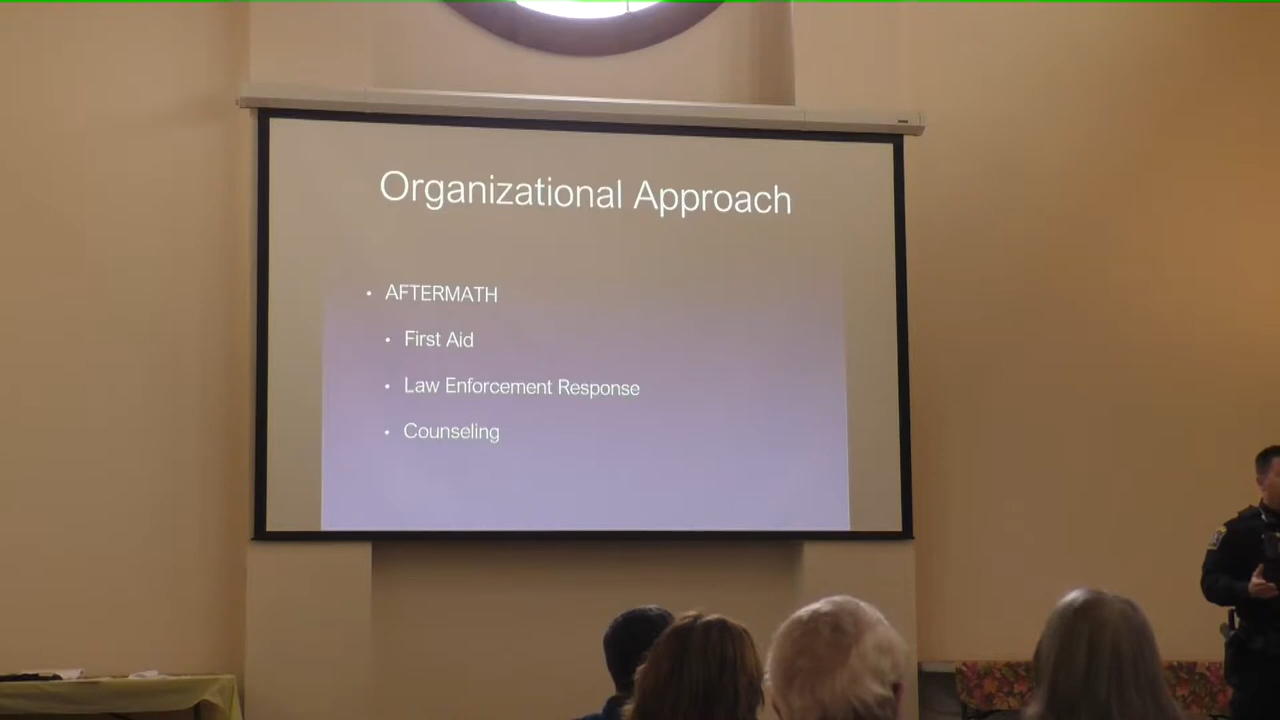 Organizational Approach
• AFTERMATH
• First Aid
• Law Enforcement Response
• Counseling